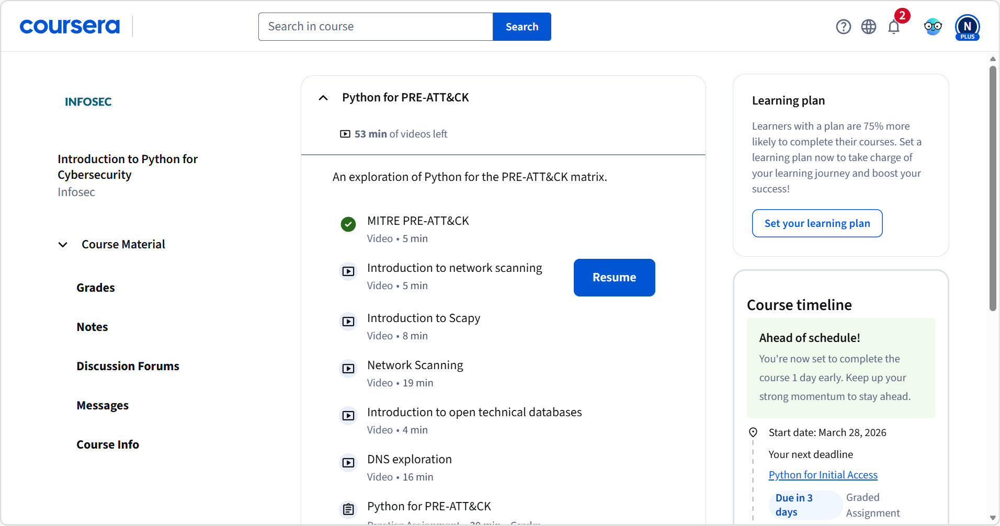 coursera
Search in course
Search
2
N
PLUS
INFOSEC
Introduction to Python for
Cybersecurity
Infosec
Course Material
Grades
Notes
Discussion Forums
Messages
Course Info
Python for PRE-ATT&CK
53 min of videos left
An exploration of Python for the PRE-ATT&CK matrix.
MITRE PRE-ATT&CK
Video • 5 min
Introduction to network scanning
Video • 5 min
Resume
Introduction to Scapy
Video • 8 min
Network Scanning
Video • 19 min
Introduction to open technical databases
Video • 4 min
DNS exploration
Video • 16 min
Python for PRE-ATT&CK
Practice Assignment • 30 min
Learning plan
Learners with a plan are 75% more
likely to complete their courses. Set a
learning plan now to take charge of
your learning journey and boost your
success!
Set your learning plan
Course timeline
Ahead of schedule!
You're now set to complete the
course 1 day early. Keep up your
strong momentum to stay ahead.
Start date: March 28, 2026
Your next deadline
Python for Initial Access
Due in 3
days
Graded
Assignment